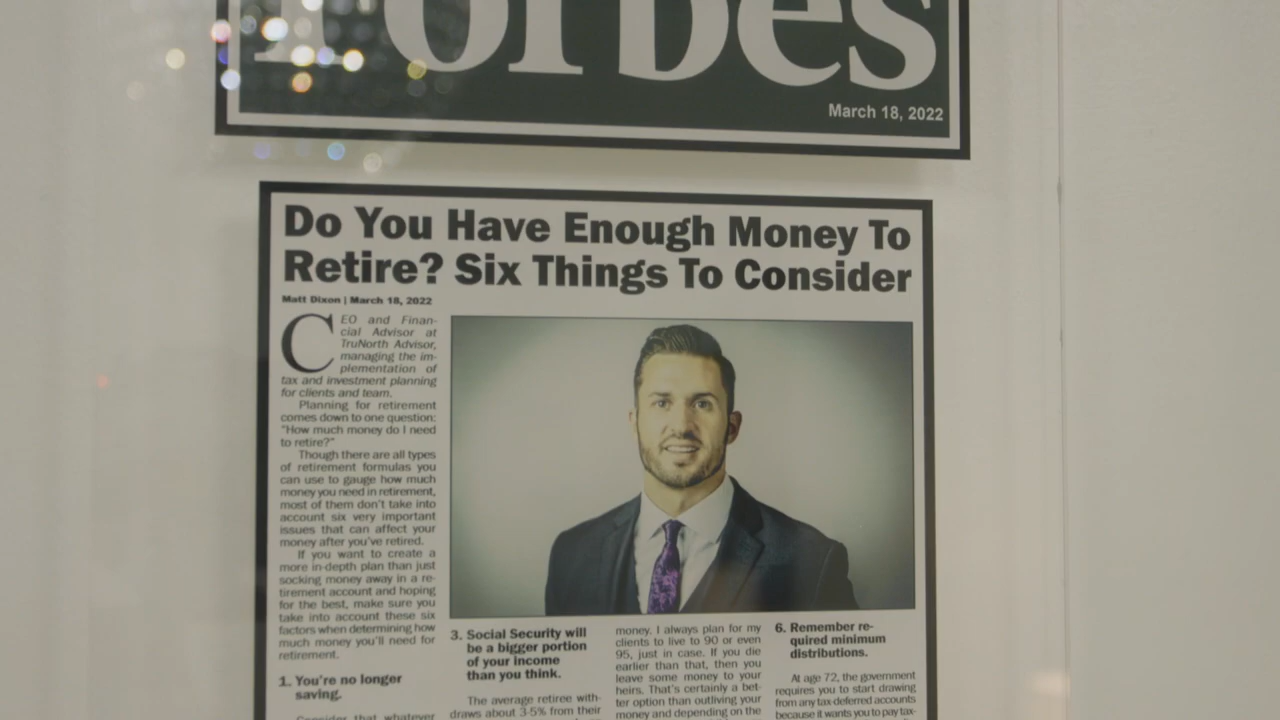 Forbes
March 18, 2022
Do You Have Enough Money To
Retire? Six Things To Consider
Matt Dixon | March 18, 2022
CEO and Finan-
cial Advisor at
TruNorth Advisor,
managing the im-
plementation of
tax and investment planning
for clients and team.
Planning for retirement
comes down to one question:
"How much money do I need
to retire?"
Though there are all types
of retirement formulas you
can use to gauge how much
money you need in retirement,
most of them don't take into
account six very important
issues that can affect your
money after you've retired.
If you want to create a
more in-depth plan than just
socking money away in a re-
tirement account and hoping
for the best, make sure you
take into account these six
factors when determining how
much money you'll need for
retirement.
1. You're no longer
saving.
Consider that whatever
3. Social Security will
be a bigger portion
of your income
than you think.
The average retiree with-
draws about 3-5% from their
money. I always plan for my
clients to live to 90 or even
95, just in case. If you die
earlier than that, then you
leave some money to your
heirs. That's certainly a bet-
ter option than outliving your
money and depending on the
6. Remember re-
quired minimum
distributions.
At age 72, the government
requires you to start drawing
from any tax-deferred accounts
because it wants you to pay tax-